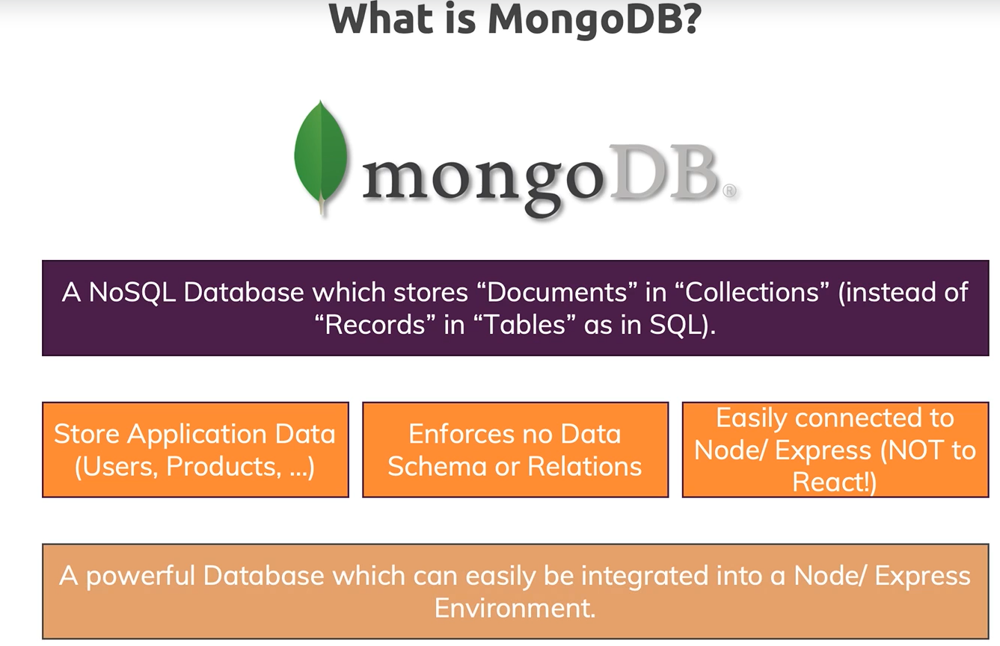 What is MongoDB?
mongoDB®
A NoSQL Database which stores “Documents” in “Collections” (instead of
“Records” in “Tables” as in SQL).
Store Application Data
(Users, Products, ...)
Enforces no Data
Schema or Relations
Easily connected to
Node/ Express (NOT to
React!)
A powerful Database which can easily be integrated into a Node/ Express
Environment.